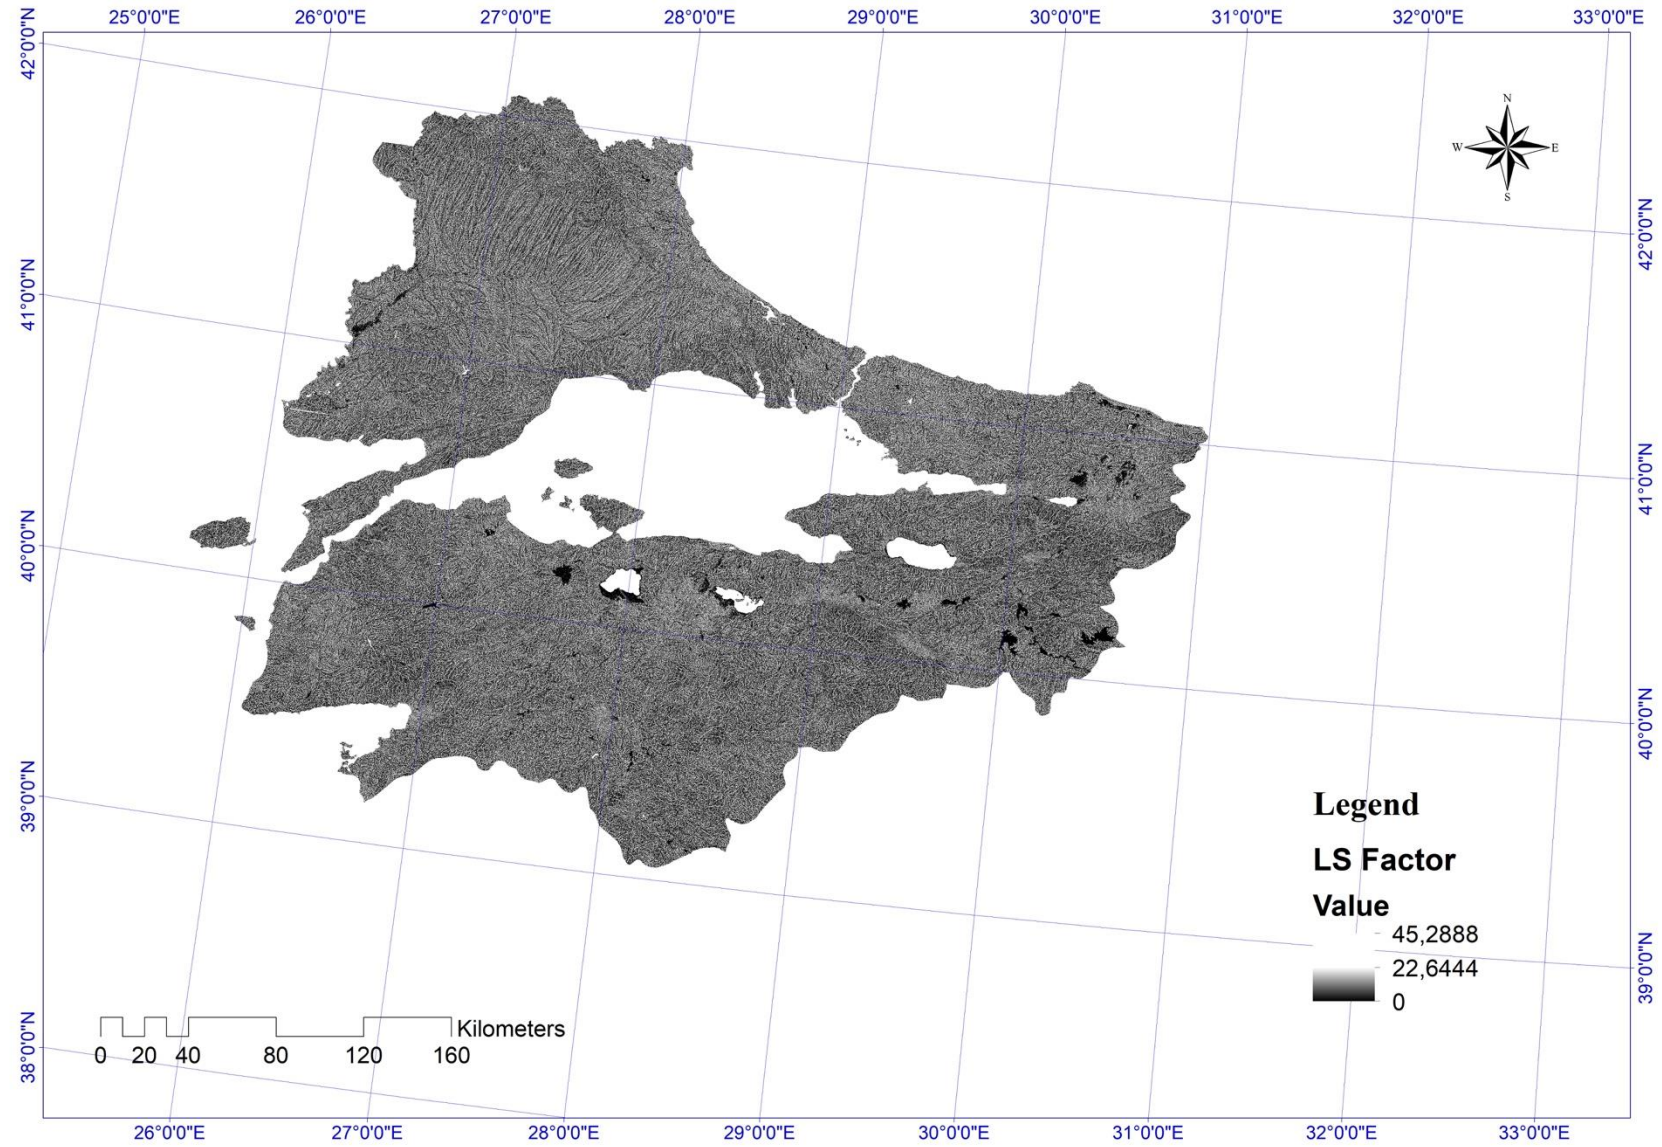 25°0'0"E 26°0'0"E 27°0'0"E 28°0'0"E 29°0'0"E 30°0'0"E 31°0'0"E 32°0'0"E 33°0'0"E
42°0'0"N
41°0'0"N
40°0'0"N
39°0'0"N
38°0'0"N
N
W E
S
42°0'0"N
41°0'0"N
40°0'0"N
39°0'0"N
Legend
LS Factor
Value
45,2888
22,6444
0
Kilometers
0 20 40 80 120 160
26°0'0"E 27°0'0"E 28°0'0"E 29°0'0"E 30°0'0"E 31°0'0"E 32°0'0"E 33°0'0"E